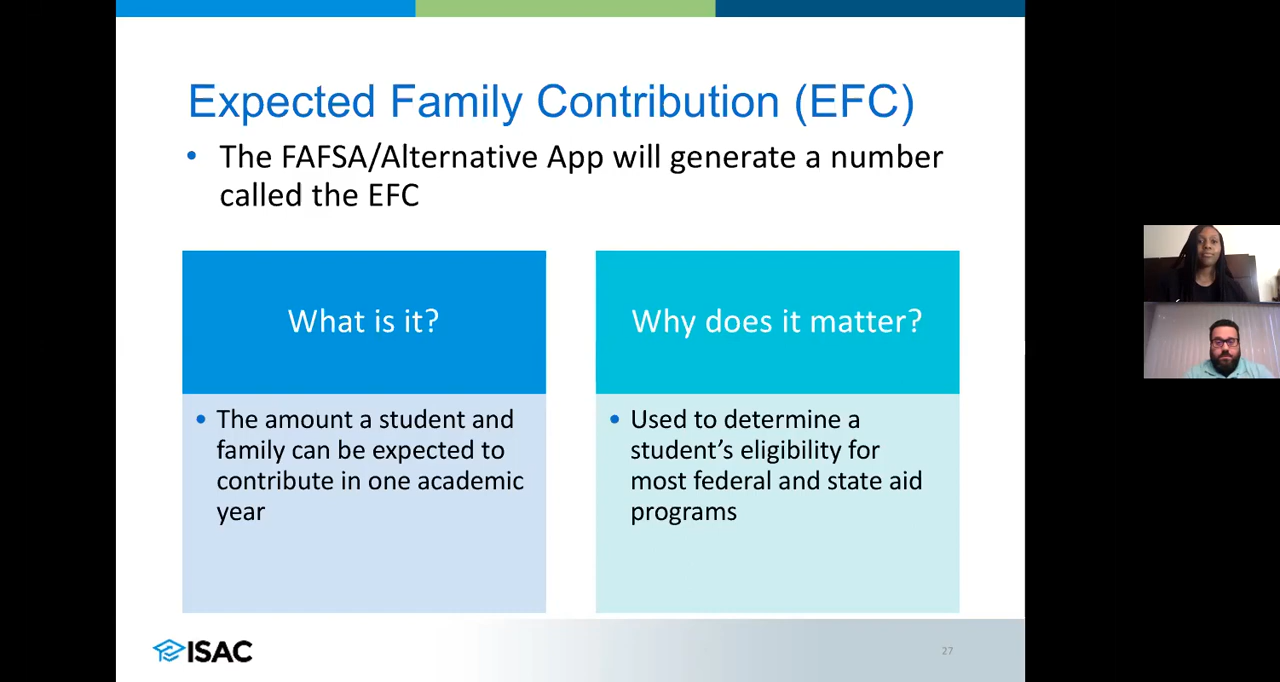 Expected Family Contribution (EFC)
• The FAFSA/Alternative App will generate a number
called the EFC
What is it?
• The amount a student and
family can be expected to
contribute in one academic
year
Why does it matter?
• Used to determine a
student’s eligibility for
most federal and state aid
programs
ISAC
27